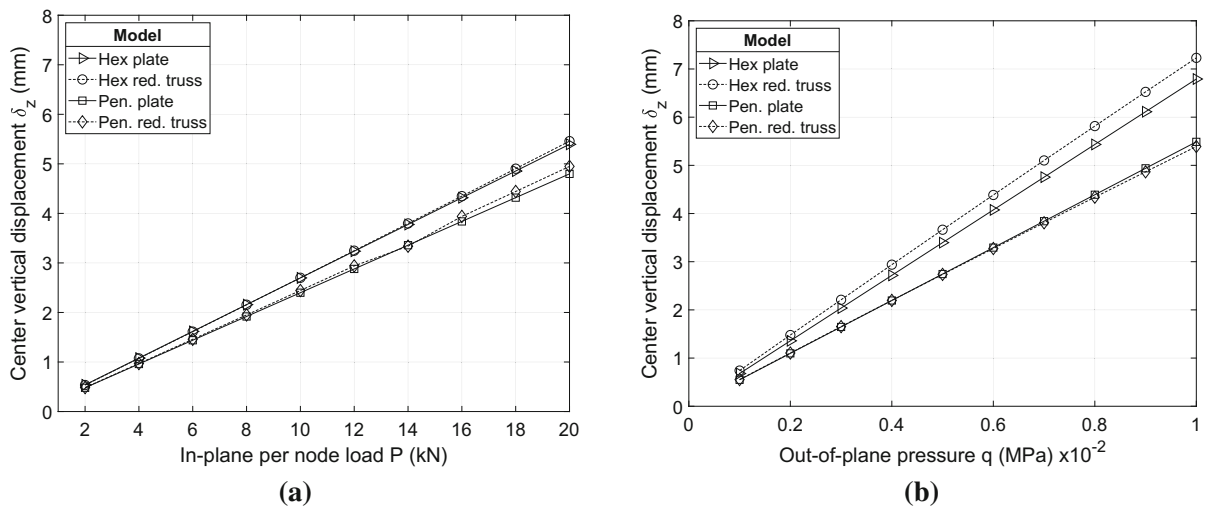 8
7
6
5
4
3
2
1
0
Center vertical displacement δz (mm)
Model
Hex plate
Hex red. truss
Pen. plate
Pen. red. truss
2 4 6 8 10 12 14 16 18 20
In-plane per node load P (kN)
(a)
8
7
6
5
4
3
2
1
0
Center vertical displacement δz (mm)
Model
Hex plate
Hex red. truss
Pen. plate
Pen. red. truss
0 0.2 0.4 0.6 0.8 1
Out-of-plane pressure q (MPa) x10-2
(b)